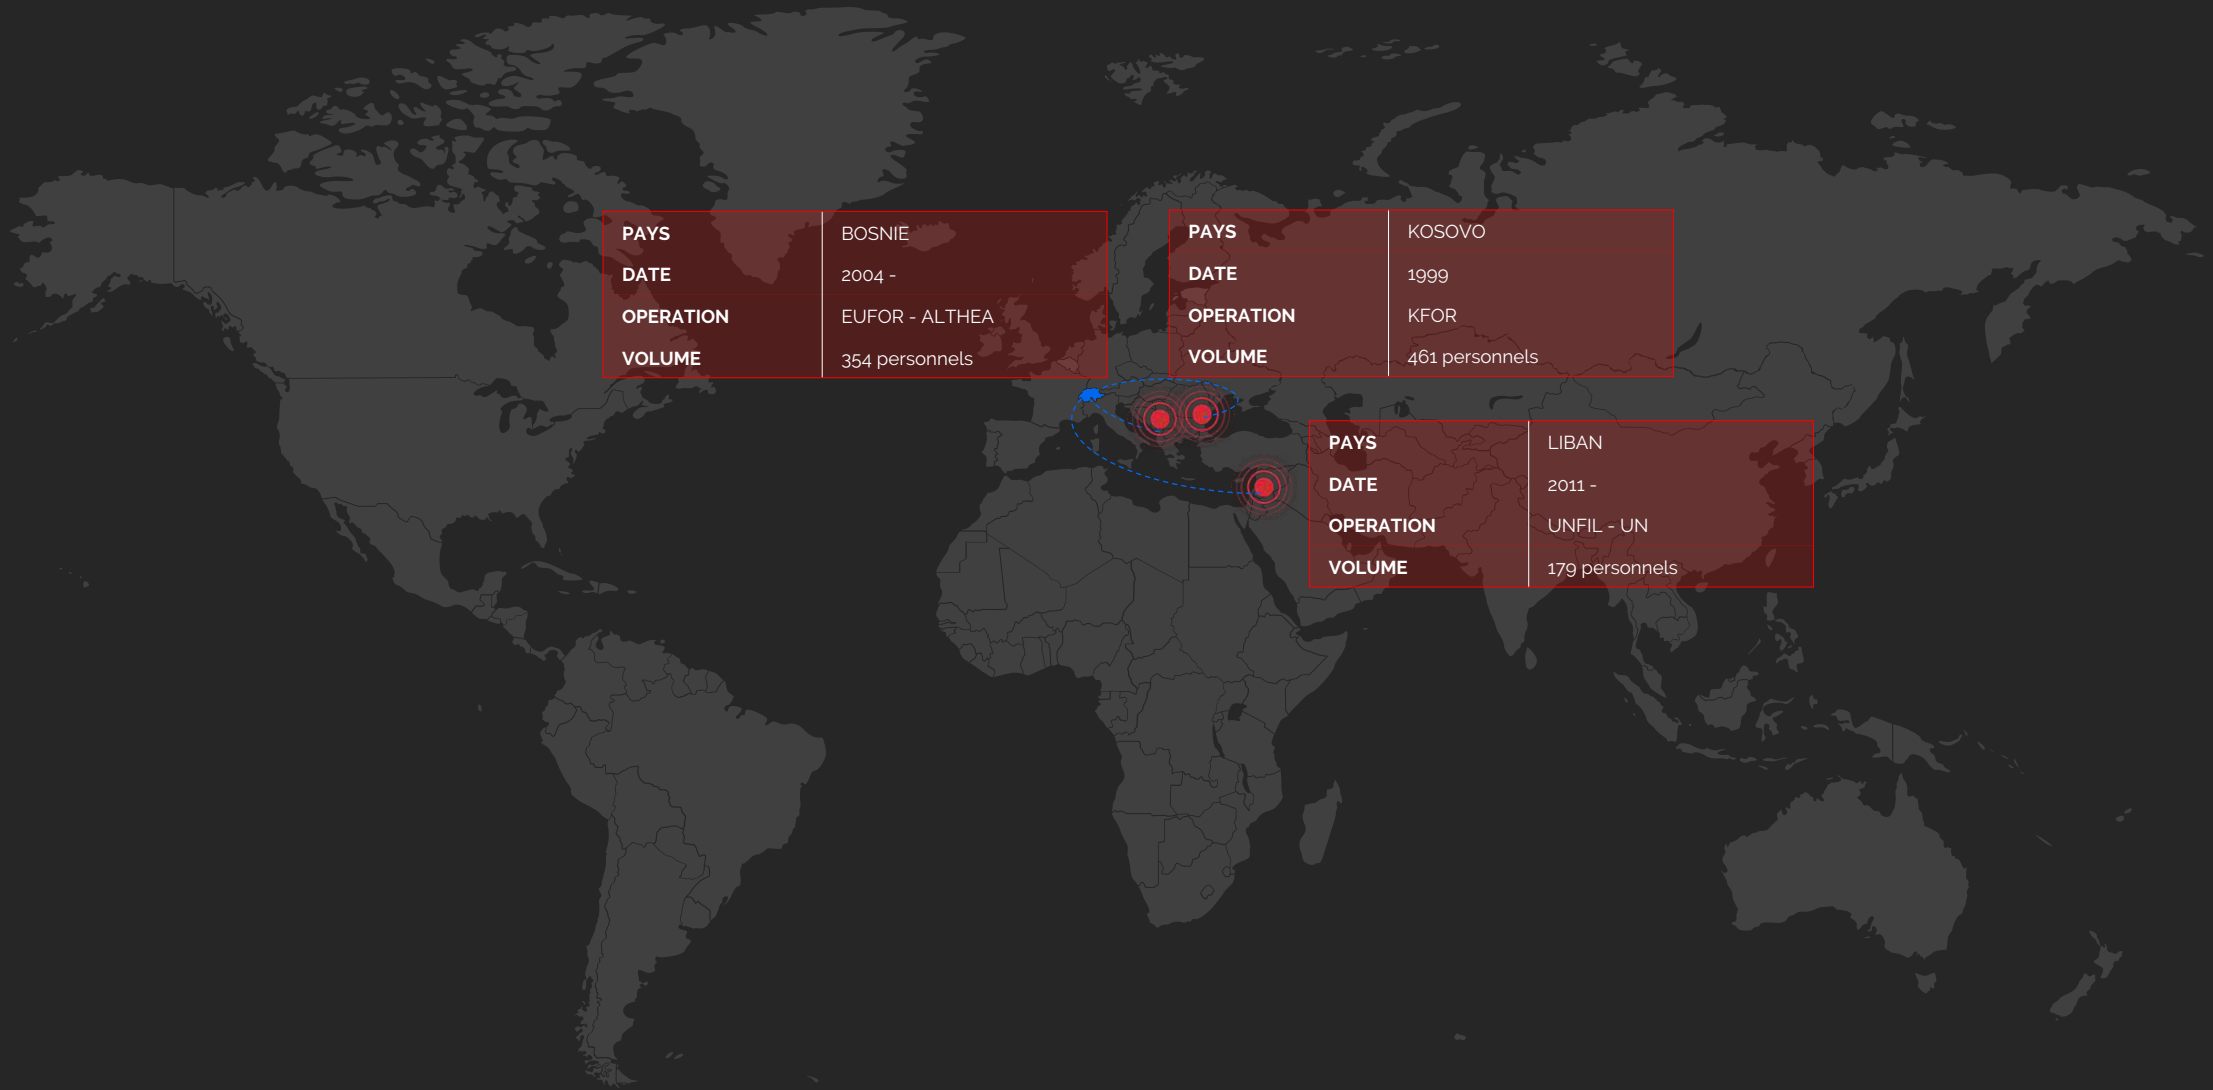 PAYS BOSNIE
DATE 2004 -
OPERATION EUFOR - ALTHEA
VOLUME 354 personnels
PAYS KOSOVO
DATE 1999
OPERATION KFOR
VOLUME 461 personnels
PAYS LIBAN
DATE 2011 -
OPERATION UNFIL - UN
VOLUME 179 personnels